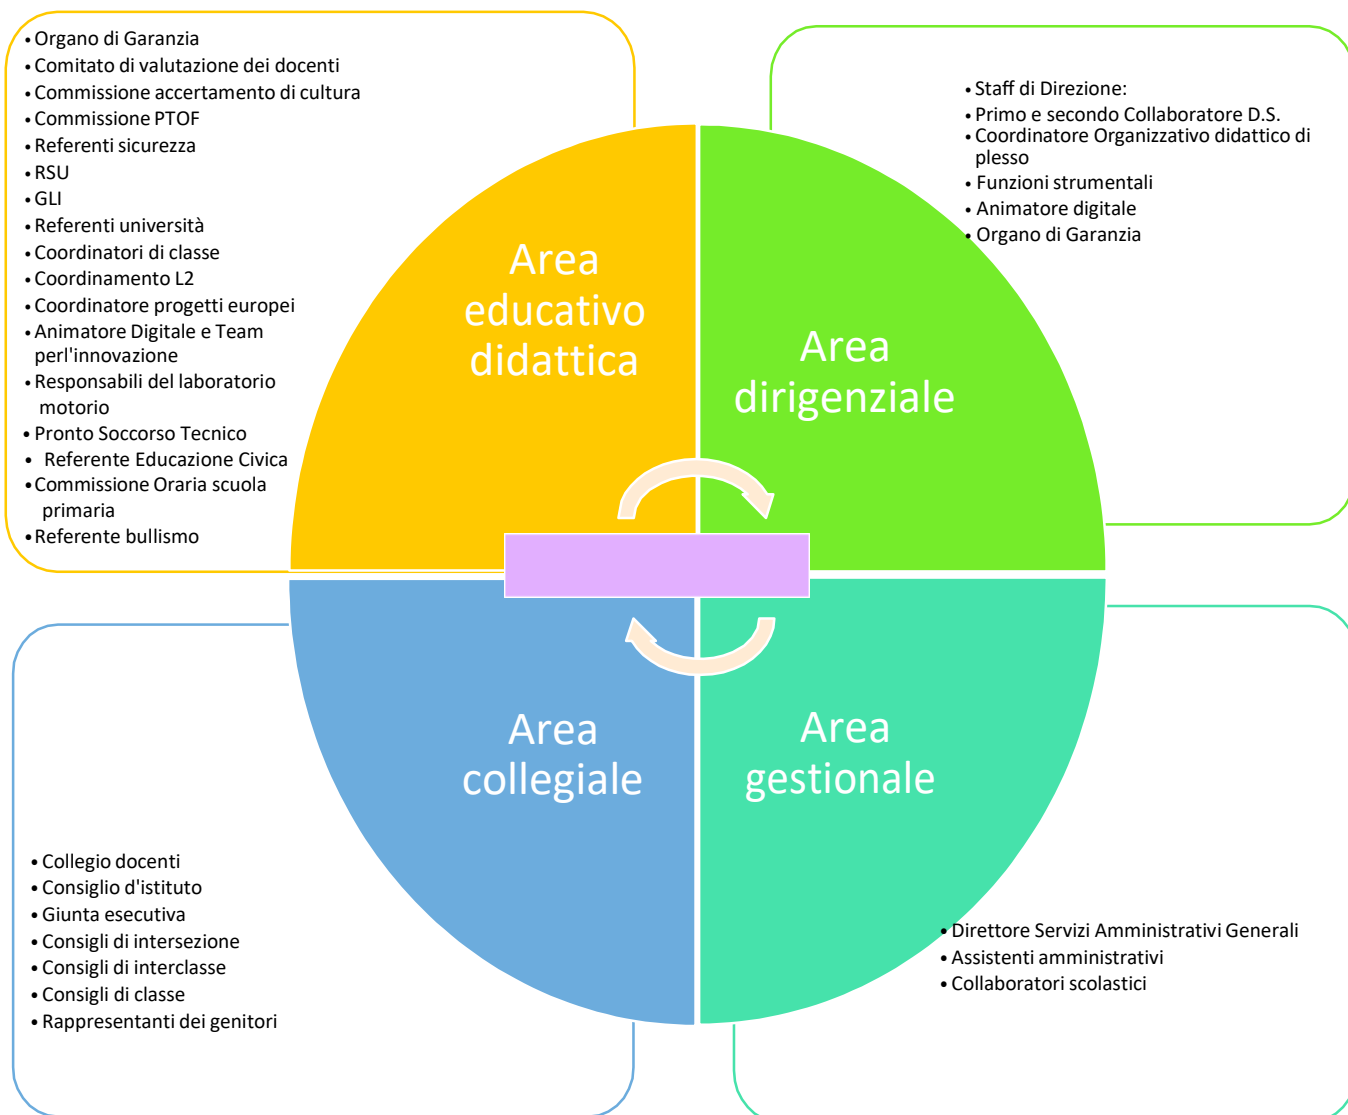 • Organo di Garanzia
• Comitato di valutazione dei docenti
• Commissione accertamento di cultura
• Commissione PTOF
• Referenti sicurezza
• RSU
• GLI
• Referenti università
• Coordinatori di classe
• Coordinamento L2
• Coordinatore progetti europei
• Animatore Digitale e Team
perl'innovazione
• Responsabili del laboratorio
motorio
• Pronto Soccorso Tecnico
• Referente Educazione Civica
• Commissione Oraria scuola
primaria
• Referente bullismo
Area
educativo
didattica
• Staff di Direzione:
• Primo e secondo Collaboratore D.S.
• Coordinatore Organizzativo didattico di
plesso
• Funzioni strumentali
• Animatore digitale
• Organo di Garanzia
Area
dirigenziale
Area
collegiale
• Collegio docenti
• Consiglio d'istituto
• Giunta esecutiva
• Consigli di intersezione
• Consigli di interclasse
• Consigli di classe
• Rappresentanti dei genitori
Area
gestionale
• Direttore Servizi Amministrativi Generali
• Assistenti amministrativi
• Collaboratori scolastici